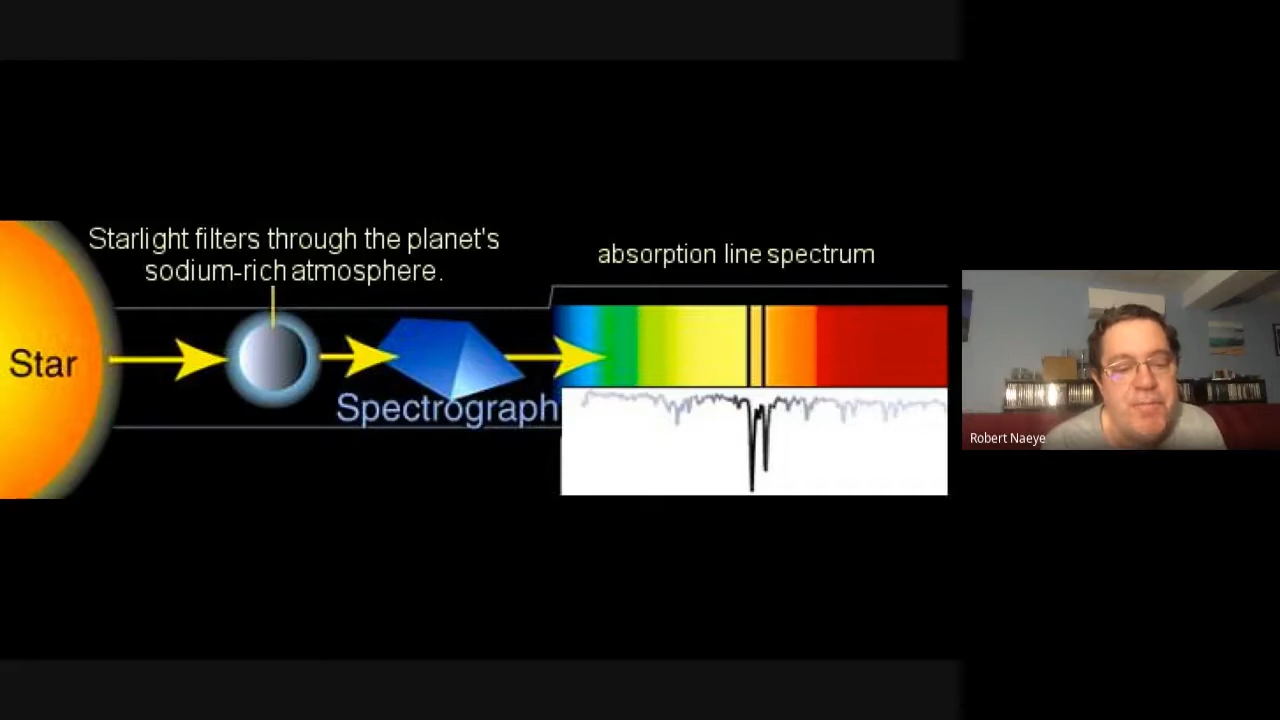 Starlight filters through the planet's
sodium-rich atmosphere.
absorption line spectrum
Star
Spectrograph
Robert Naeye